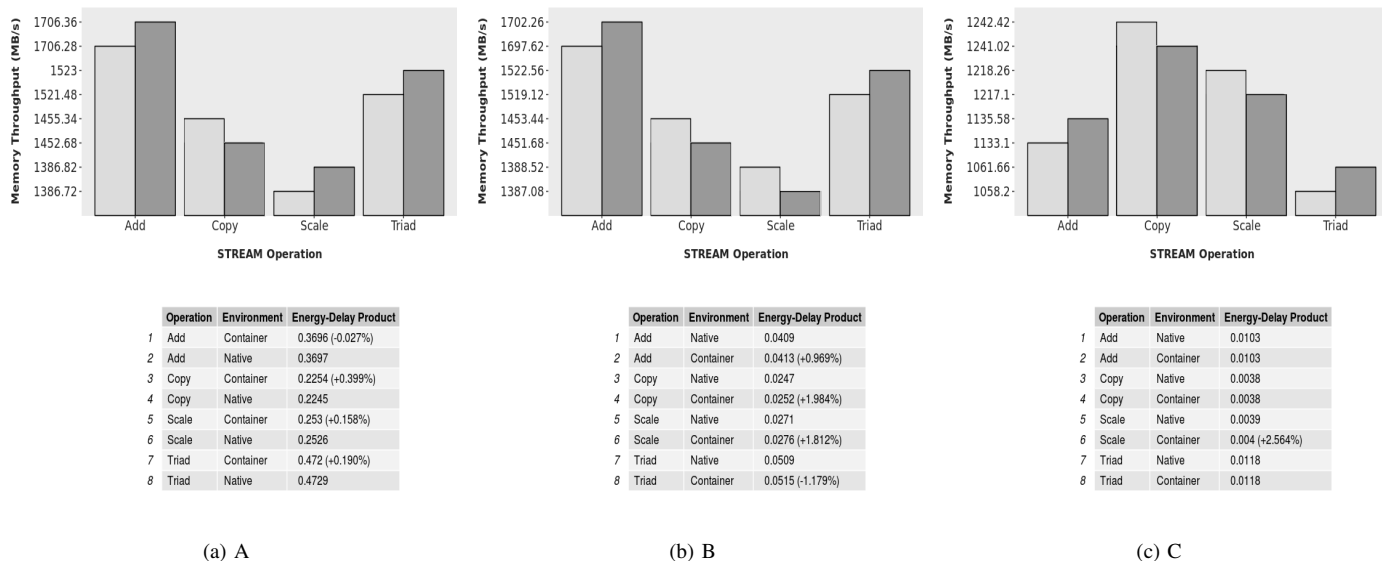 Memory Throughput (MB/s)
1706.36
1706.28
1523
1521.48
1455.34
1452.68
1386.82
1386.72
Add Copy Scale Triad
STREAM Operation
Memory Throughput (MB/s)
1702.26
1697.62
1522.56
1519.12
1453.44
1451.68
1388.52
1387.08
Add Copy Scale Triad
STREAM Operation
Memory Throughput (MB/s)
1242.42
1241.02
1218.26
1217.1
1135.58
1133.1
1061.66
1058.2
Add Copy Scale Triad
STREAM Operation
Operation Environment Energy-Delay Product
1 Add Container 0.3696 (-0.027%)
2 Add Native 0.3697
3 Copy Container 0.2254 (+0.399%)
4 Copy Native 0.2245
5 Scale Container 0.253 (+0.158%)
6 Scale Native 0.2526
7 Triad Container 0.472 (+0.190%)
8 Triad Native 0.4729
Operation Environment Energy-Delay Product
1 Add Native 0.0409
2 Add Container 0.0413 (+0.969%)
3 Copy Native 0.0247
4 Copy Container 0.0252 (+1.984%)
5 Scale Native 0.0271
6 Scale Container 0.0276 (+1.812%)
7 Triad Native 0.0509
8 Triad Container 0.0515 (-1.179%)
Operation Environment Energy-Delay Product
1 Add Native 0.0103
2 Add Container 0.0103
3 Copy Native 0.0038
4 Copy Container 0.0038
5 Scale Native 0.0039
6 Scale Container 0.004 (+2.564%)
7 Triad Native 0.0118
8 Triad Container 0.0118
(a) A
(b) B
(c) C